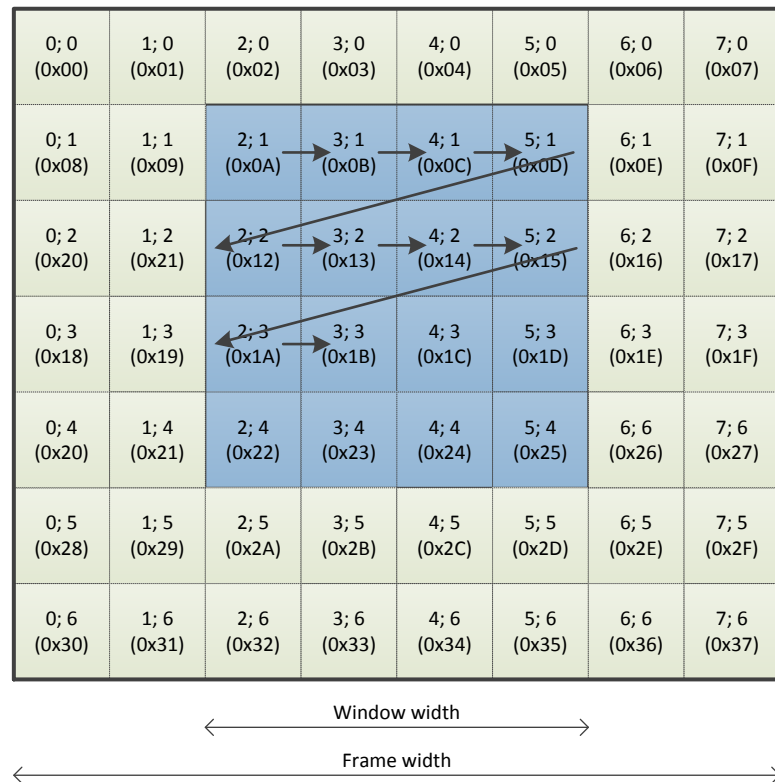 0; 0 1; 0 2; 0 3; 0 4; 0 5; 0 6; 0 7; 0
(0x00) (0x01) (0x02) (0x03) (0x04) (0x05) (0x06) (0x07)
0; 1 1; 1 2; 1 3; 1 4; 1 5; 1 6; 1 7; 1
(0x08) (0x09) (0x0A) (0x0B) (0x0C) (0x0D) (0x0E) (0x0F)
0; 2 1; 2 2; 2 3; 2 4; 2 5; 2 6; 2 7; 2
(0x20) (0x21) (0x12) (0x13) (0x14) (0x15) (0x16) (0x17)
0; 3 1; 3 2; 3 3; 3 4; 3 5; 3 6; 3 7; 3
(0x18) (0x19) (0x1A) (0x1B) (0x1C) (0x1D) (0x1E) (0x1F)
0; 4 1; 4 2; 4 3; 4 4; 4 5; 4 6; 6 7; 6
(0x20) (0x21) (0x22) (0x23) (0x24) (0x25) (0x26) (0x27)
0; 5 1; 5 2; 5 3; 5 4; 5 5; 5 6; 5 7; 5
(0x28) (0x29) (0x2A) (0x2B) (0x2C) (0x2D) (0x2E) (0x2F)
0; 6 1; 6 2; 6 3; 6 4; 6 5; 6 6; 6 7; 6
(0x30) (0x31) (0x32) (0x33) (0x34) (0x35) (0x36) (0x37)
Window width
Frame width